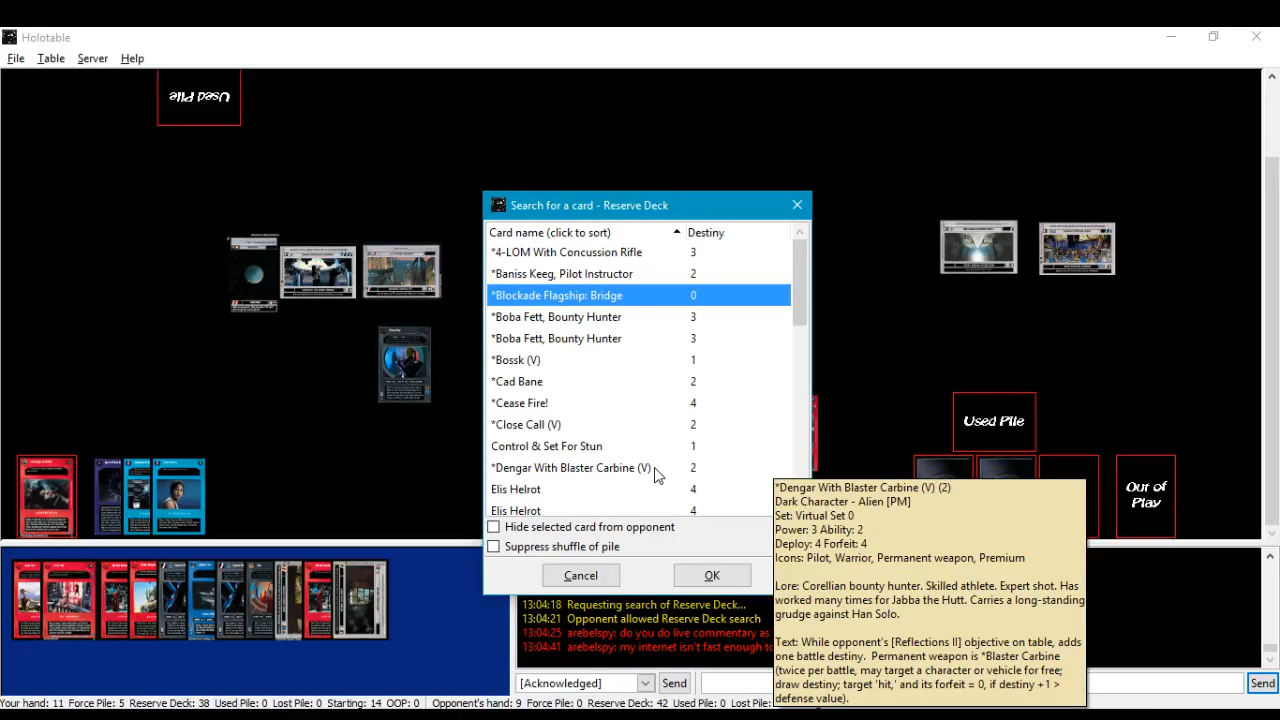 Holotable
File Table Server Help
Used Pile
Search for a card - Reserve Deck
Card name (click to sort) Destiny
*4-LOM With Concussion Rifle 3
*Baniss Keeg, Pilot Instructor 2
*Blockade Flagship: Bridge 0
*Boba Fett, Bounty Hunter 3
*Boba Fett, Bounty Hunter 3
*Bossk (V) 1
*Cad Bane 2
*Cease Fire! 4
*Close Call (V) 2
Control & Set For Stun 1
*Dengar With Blaster Carbine (V) 2
Elis Helrot 4
Elis Helrot 4
Hide selected card from opponent
Suppress shuffle of pile
Cancel OK
Used Pile
Out of
Play
*Dengar With Blaster Carbine (V) (2)
Dark Character - Alien [PM]
Set: Virtual Set 0
Power: 3 Ability: 2
Deploy: 4 Forfeit: 4
Icons: Pilot, Warrior, Permanent weapon, Premium
Lore: Corellian bounty hunter. Skilled athlete. Expert shot. Has
worked many times for Jabba the Hutt. Carries a long-standing
grudge against Han Solo.
Text: While opponent's [Reflections II] objective on table, adds
one battle destiny. Permanent weapon is *Blaster Carbine
(twice per battle, may target a character or vehicle for free;
draw destiny; target 'hit,' and its forfeit = 0, if destiny +1 >
defense value).
13:04:18 Requesting search of Reserve Deck...
13:04:21 Opponent allowed Reserve Deck search
13:04:25 arebelspy: do you do live commentary as
13:04:41 arebelspy: my internet isn't fast enough to
[Acknowledged] Send Send
Your hand: 11 Force Pile: 5 Reserve Deck: 38 Used Pile: 0 Lost Pile: 0 Starting: 14 OOP: 0 Opponent's hand: 9 Force Pile: 0 Reserve Deck: 42 Used Pile: 0 Lost Pile: